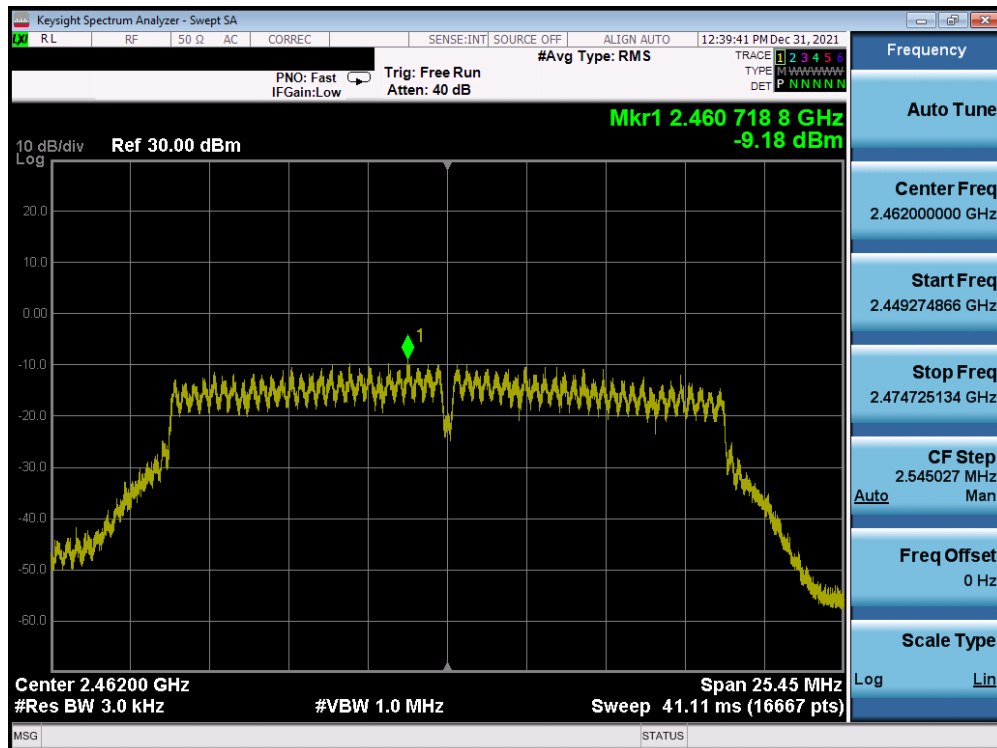 Keysight Spectrum Analyzer - Swept SA
LXI RL RF 50 Ω AC CORREC SENSE:INT SOURCE OFF ALIGN AUTO 12:39:41 PM Dec 31, 2021
#Avg Type: RMS
TRACE 1 2 3 4 5 6
PNO: Fast Trig: Free Run
TYPE M WWWWW
IFGain:Low Atten: 40 dB
DET P N N N N N
Mkr1 2.460 718 8 GHz
-9.18 dBm
10 dB/div Ref 30.00 dBm
Log
1
20.0
10.0
0.00
-10.0
-20.0
-30.0
-40.0
-50.0
-60.0
Center 2.46200 GHz Span 25.45 MHz
#Res BW 3.0 kHz #VBW 1.0 MHz Sweep 41.11 ms (16667 pts)
MSG STATUS
Frequency
Auto Tune
Center Freq
2.462000000 GHz
Start Freq
2.449274866 GHz
Stop Freq
2.474725134 GHz
CF Step
2.545027 MHz
Auto Man
Freq Offset
0 Hz
Scale Type
Log Lin